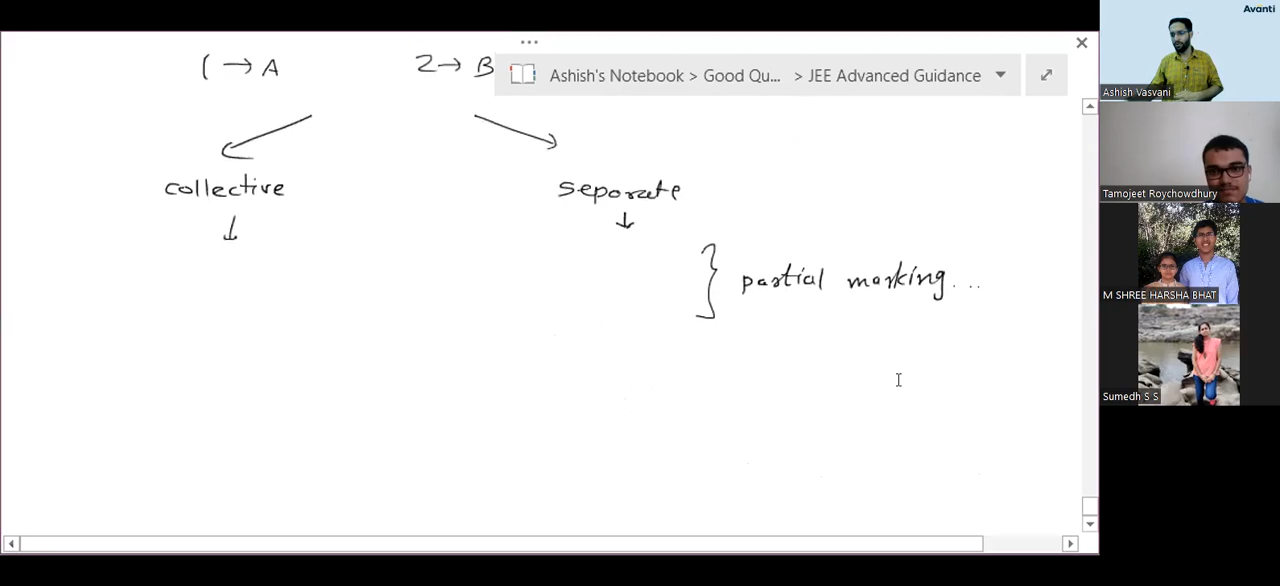 Avanti
...
( → A 2 → B
Ashish's Notebook > Good Qu... > JEE Advanced Guidance
Ashish Vasvani
collective separate
Tamojeet Roychowdhury
} partial marking...
M SHREE HARSHA BHAT
Sumedh S S